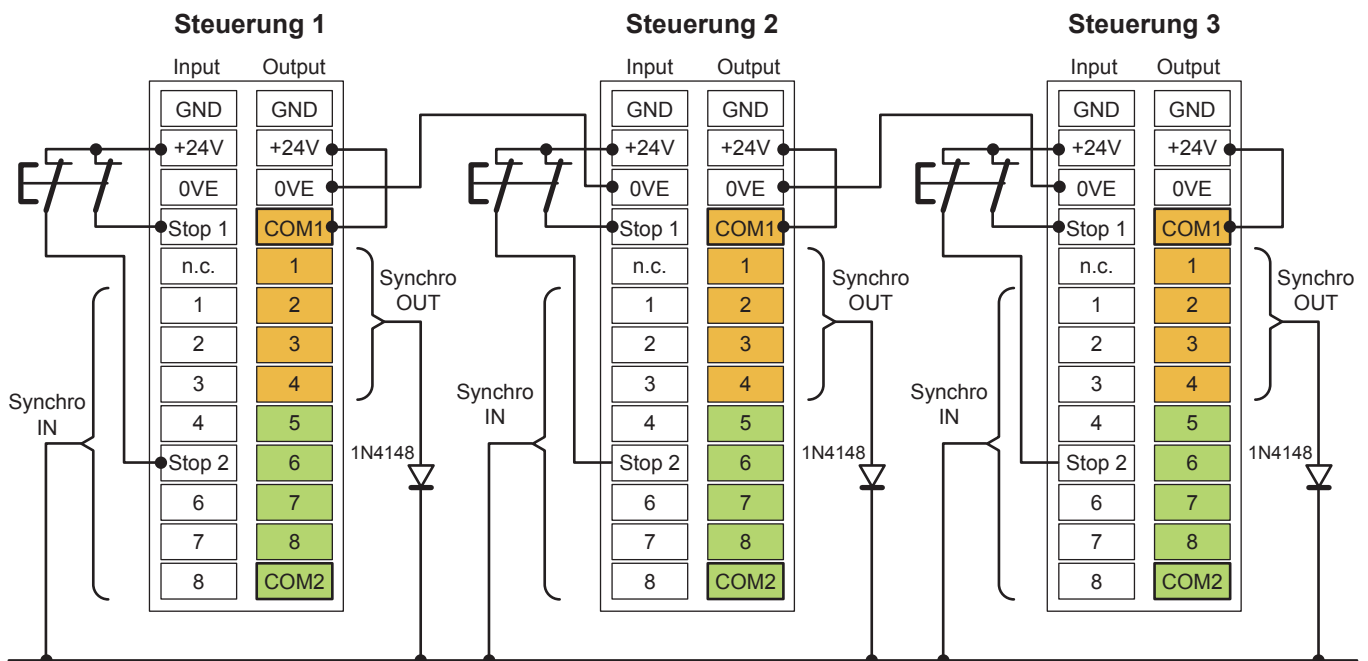 Steuerung 1
Steuerung 2
Steuerung 3
Input Output
Input Output
Input Output
GND GND
GND GND
GND GND
+24V +24V
+24V +24V
+24V +24V
0VE 0VE
0VE 0VE
0VE 0VE
Stop 1 COM1
Stop 1 COM1
Stop 1 COM1
n.c. 1
n.c. 1
n.c. 1
Synchro
OUT
Synchro
OUT
Synchro
OUT
1 2
1 2
1 2
2 3
2 3
2 3
3 4
3 4
3 4
Synchro
IN
Synchro
IN
Synchro
IN
4 5
4 5
4 5
Stop 2 6
Stop 2 6
Stop 2 6
1N4148
1N4148
1N4148
6 7
6 7
6 7
7 8
7 8
7 8
8 COM2
8 COM2
8 COM2